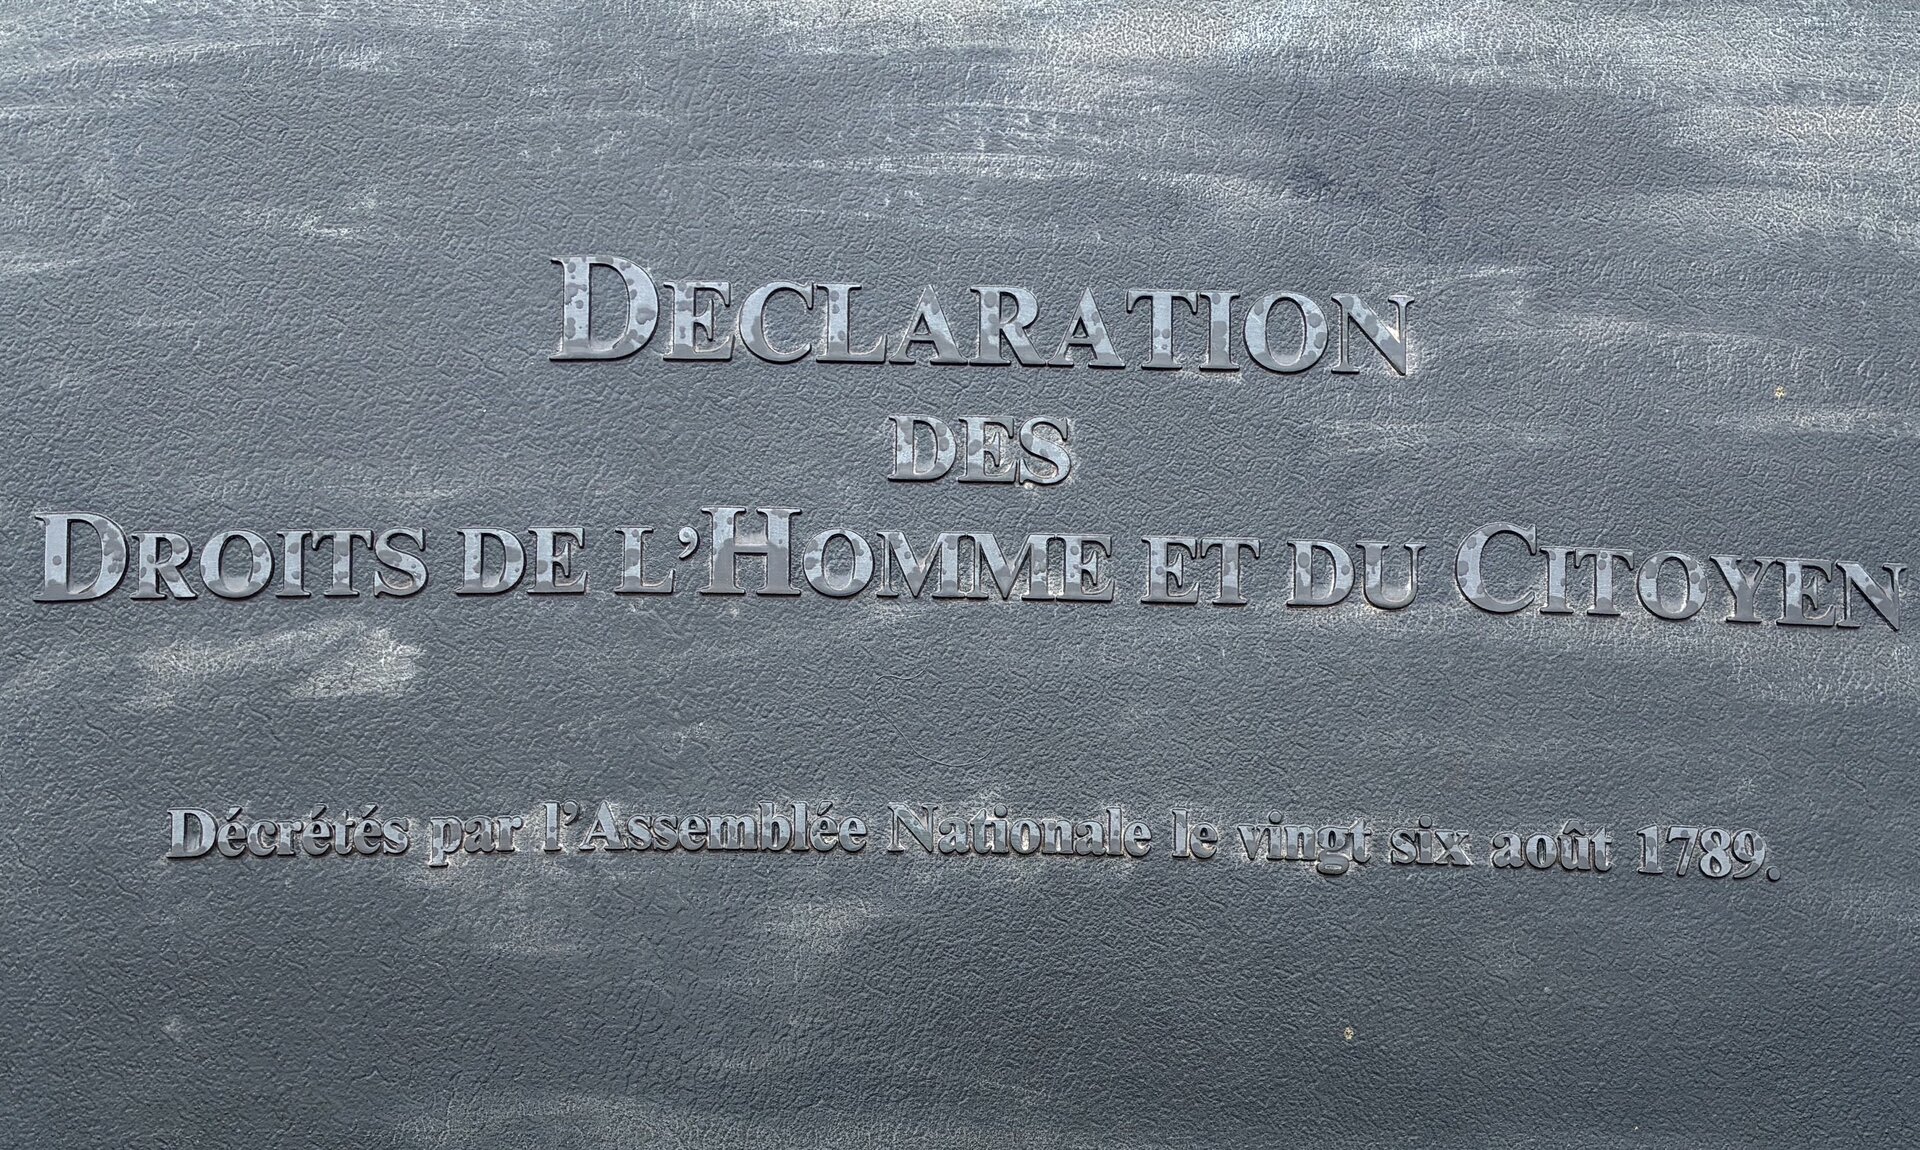 DECLARATION
DES
DROITS DE L'HOMME ET DU CITOYEN
Décrétés par l'Assemblée Nationale le vingt six août 1789.